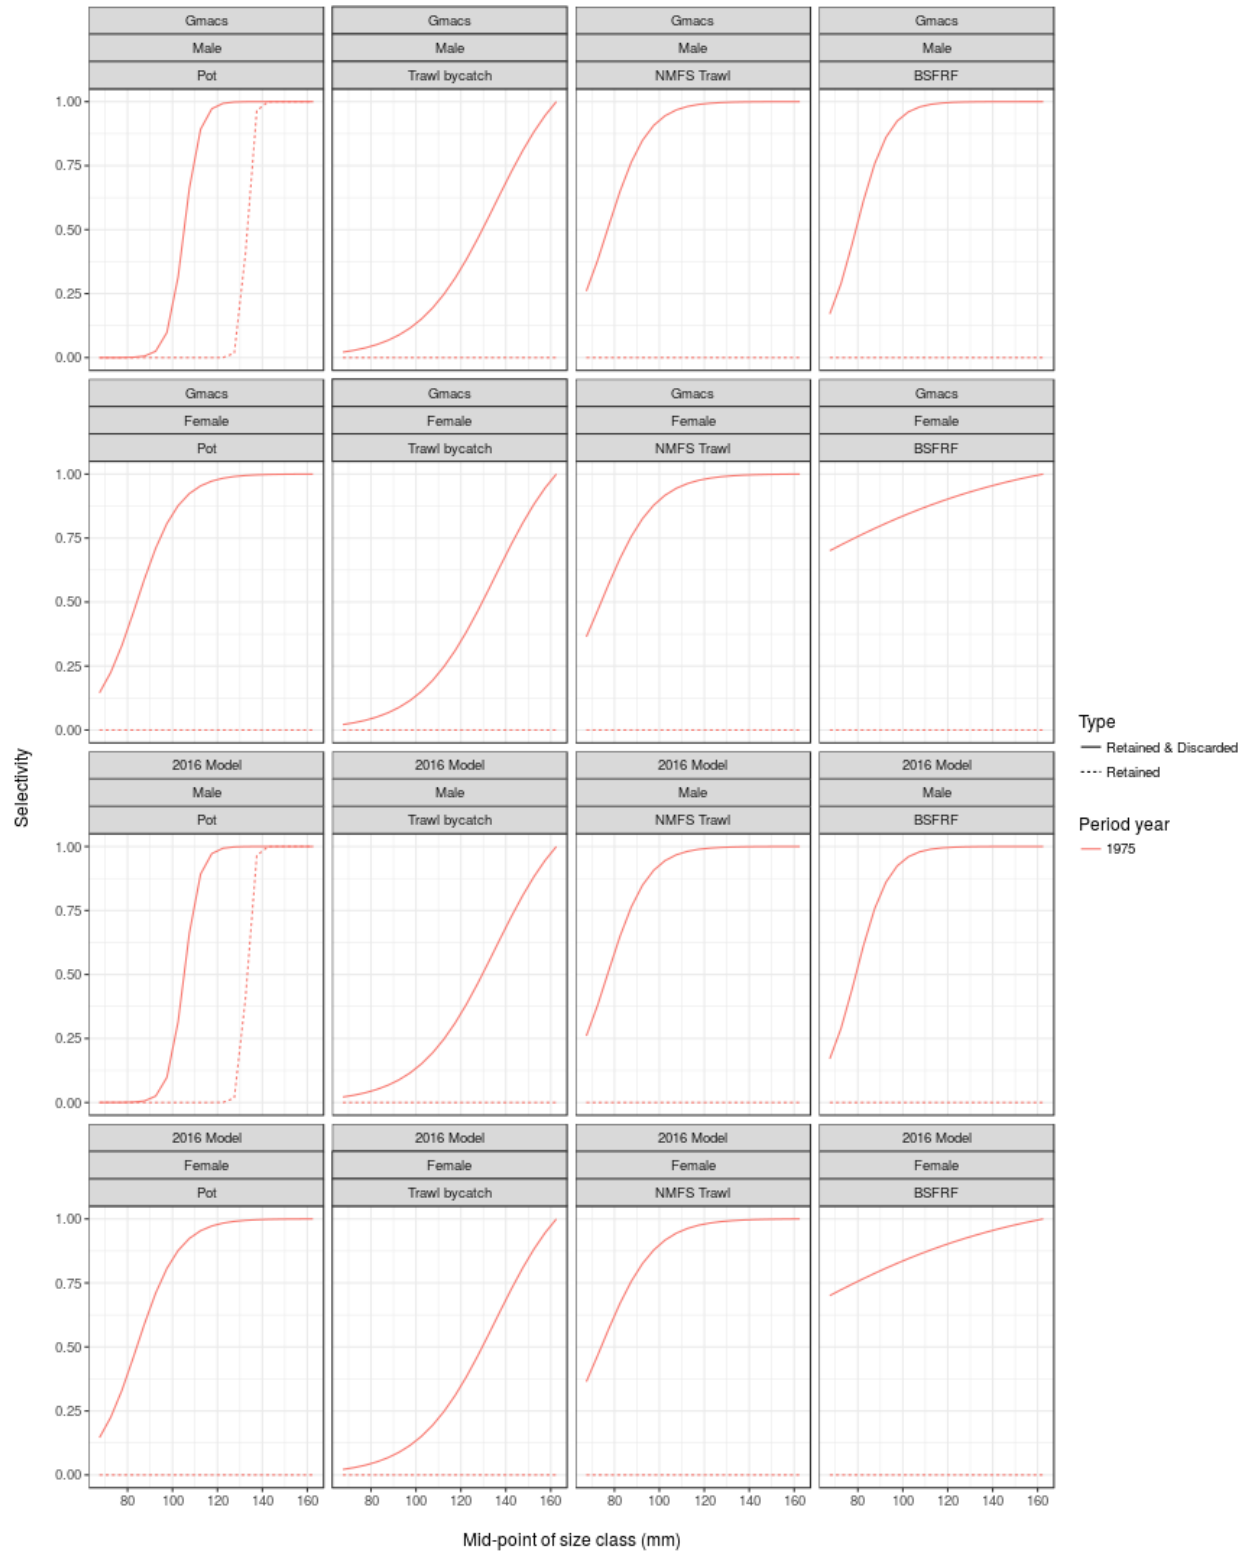 Gmacs Gmacs Gmacs Gmacs
Male Male Male Male
Pot Trawl bycatch NMFS Trawl BSFRF
1.00
0.75
0.50
0.25
0.00
Gmacs Gmacs Gmacs Gmacs
Female Female Female Female
Pot Trawl bycatch NMFS Trawl BSFRF
1.00
0.75
0.50
0.25
0.00
Selectivity
2016 Model 2016 Model 2016 Model 2016 Model
Male Male Male Male
Pot Trawl bycatch NMFS Trawl BSFRF
1.00
0.75
0.50
0.25
0.00
2016 Model 2016 Model 2016 Model 2016 Model
Female Female Female Female
Pot Trawl bycatch NMFS Trawl BSFRF
1.00
0.75
0.50
0.25
0.00
80 100 120 140 160 80 100 120 140 160 80 100 120 140 160 80 100 120 140 160
Mid-point of size class (mm)
Type
Retained & Discarded
Retained
Period year
1975